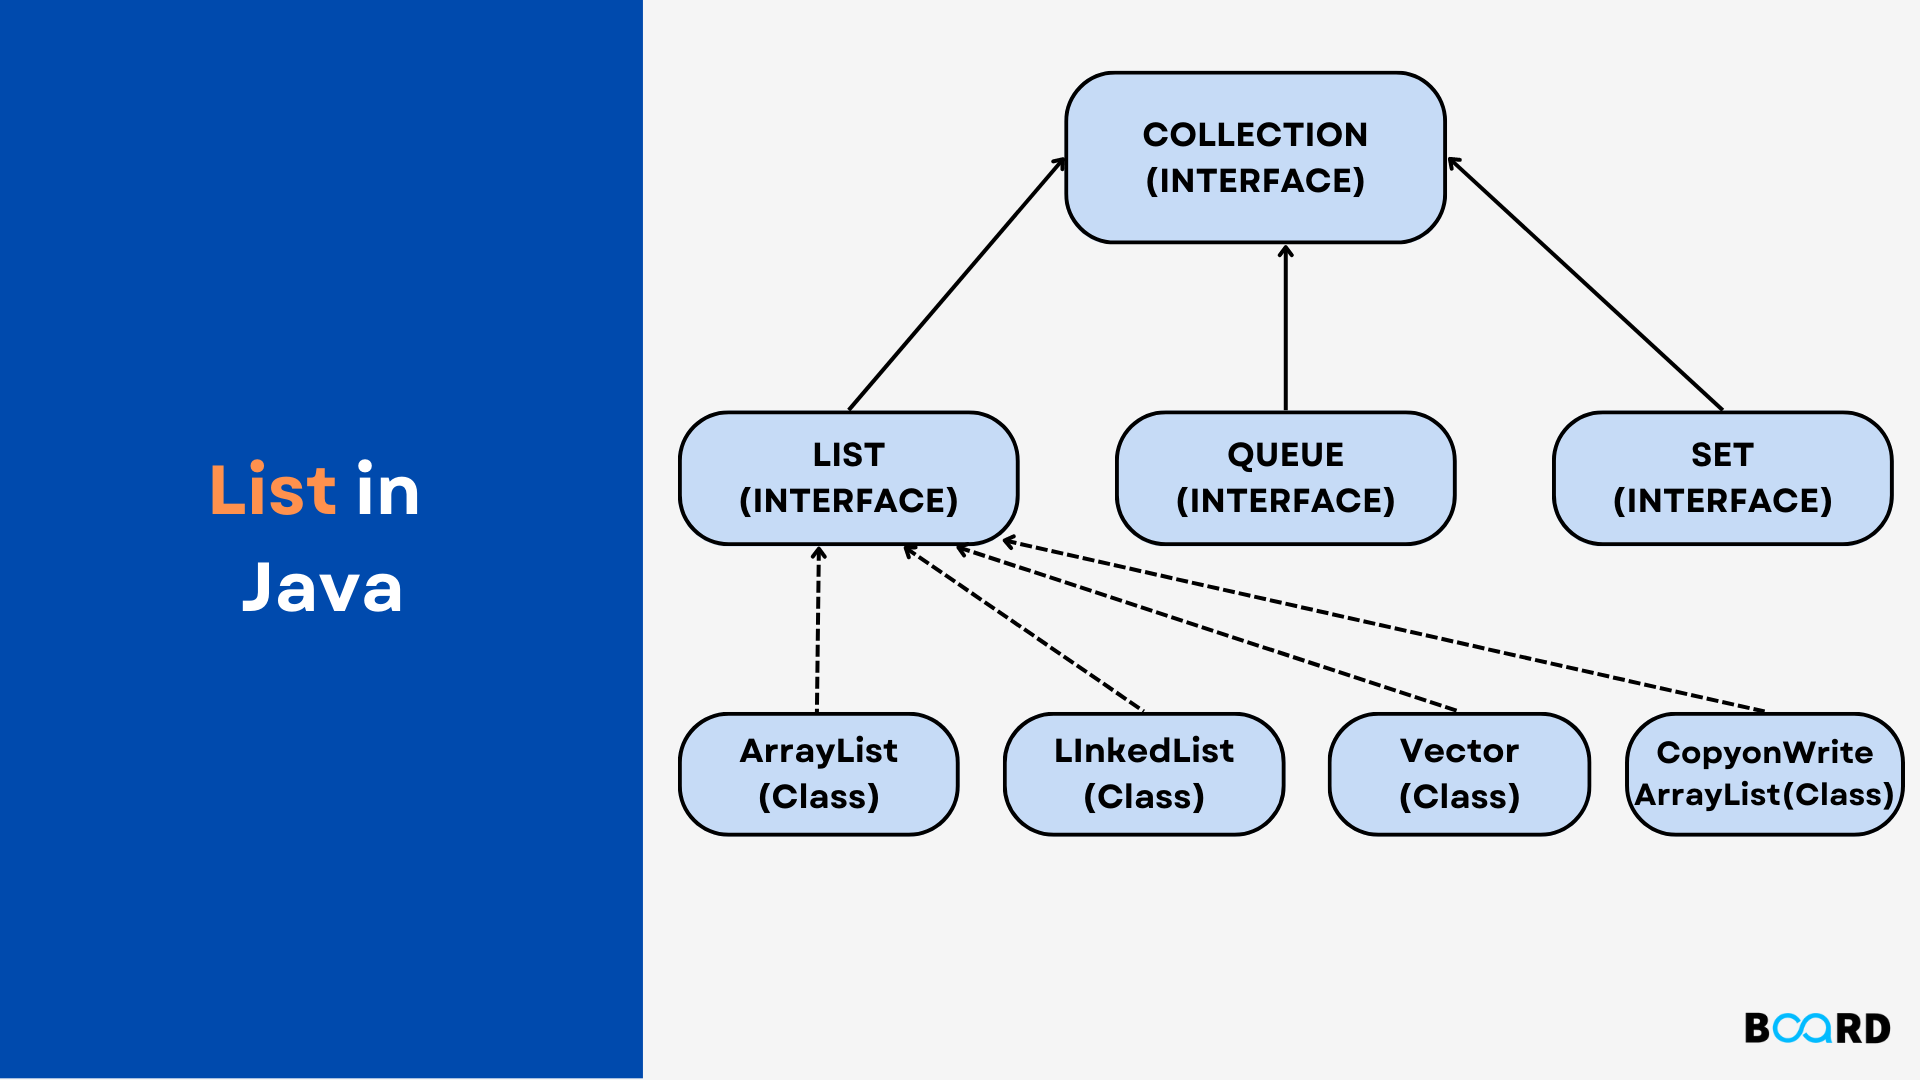 List in
Java
COLLECTION
(INTERFACE)
LIST
(INTERFACE)
QUEUE
(INTERFACE)
SET
(INTERFACE)
ArrayList
(Class)
LInkedList
(Class)
Vector
(Class)
CopyonWrite
ArrayList(Class)
BOARD